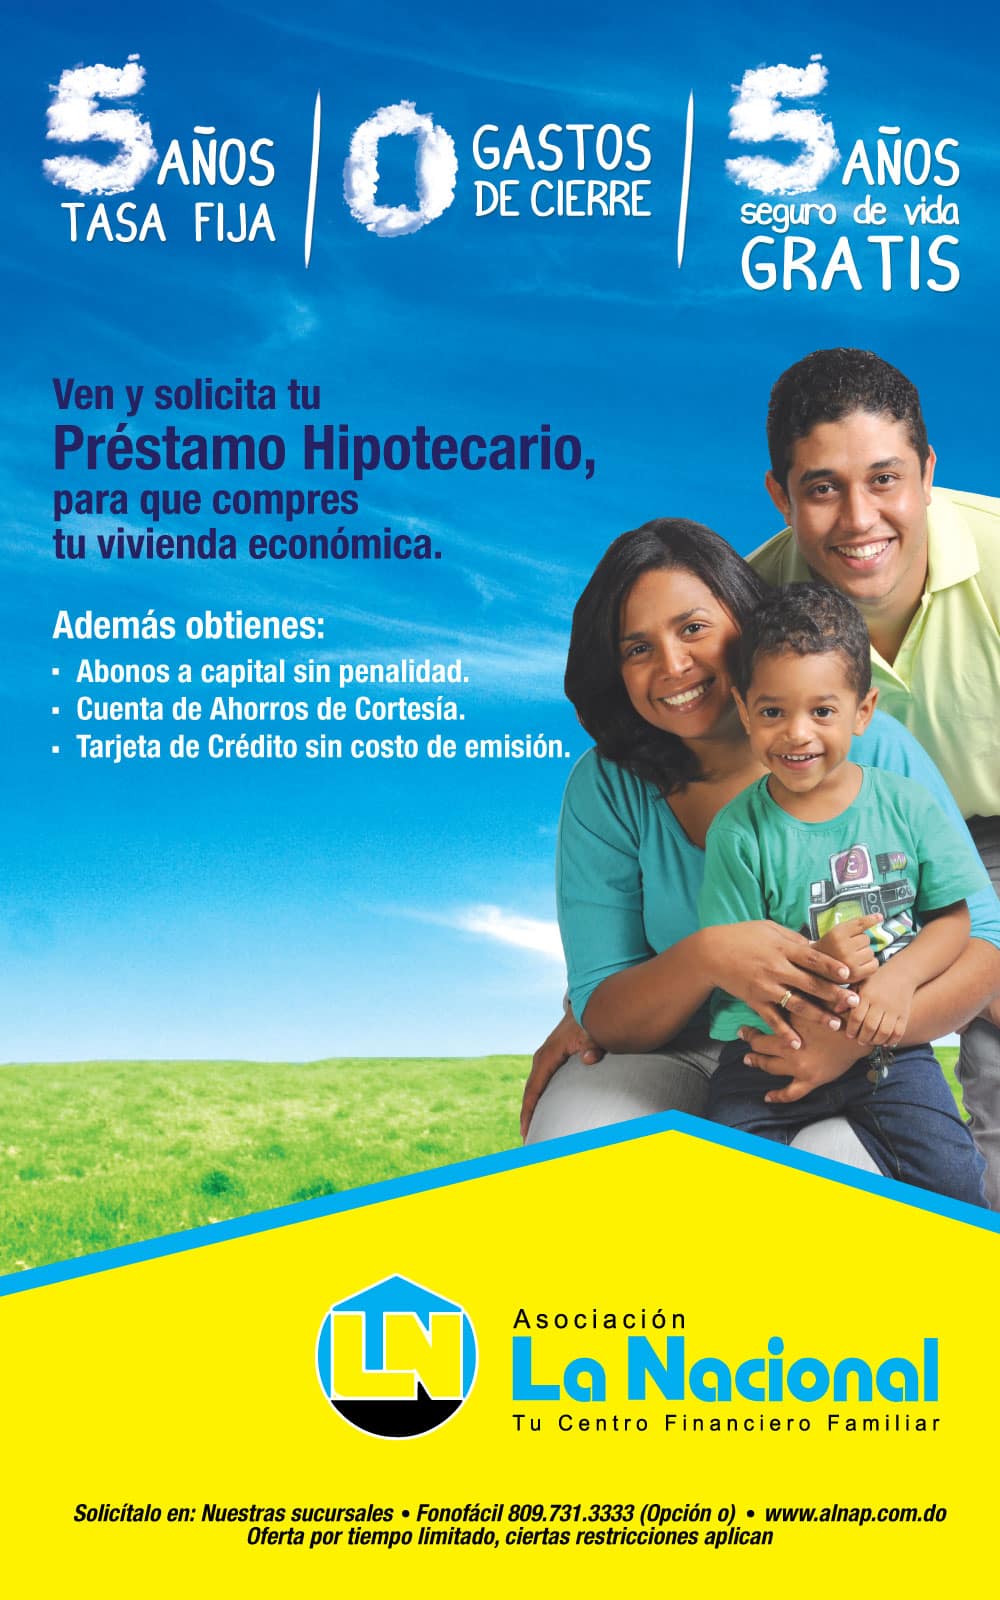 5 AÑOS
TASA FIJA
0 GASTOS
DE CIERRE
5 AÑOS
seguro de vida
GRATIS
Ven y solicita tu
Préstamo Hipotecario,
para que compres
tu vivienda económica.
Además obtienes:
▪ Abonos a capital sin penalidad.
▪ Cuenta de Ahorros de Cortesía.
▪ Tarjeta de Crédito sin costo de emisión.
LN
Asociación
La Nacional
Tu Centro Financiero Familiar
Solicítalo en: Nuestras sucursales • Fonofácil 809.731.3333 (Opción o) • www.alnap.com.do
Oferta por tiempo limitado, ciertas restricciones aplican